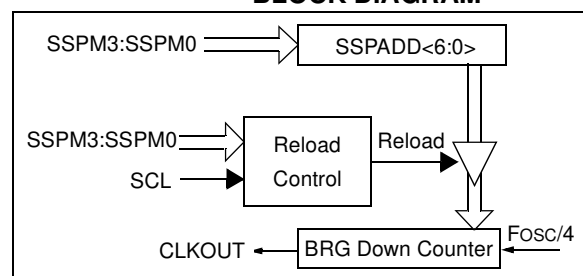 BLOCK DIAGRAM
SSPM3:SSPM0
SSPADD<6:0>
SSPM3:SSPM0
Reload
Control
Reload
SCL
CLKOUT
BRG Down Counter
FOSC/4